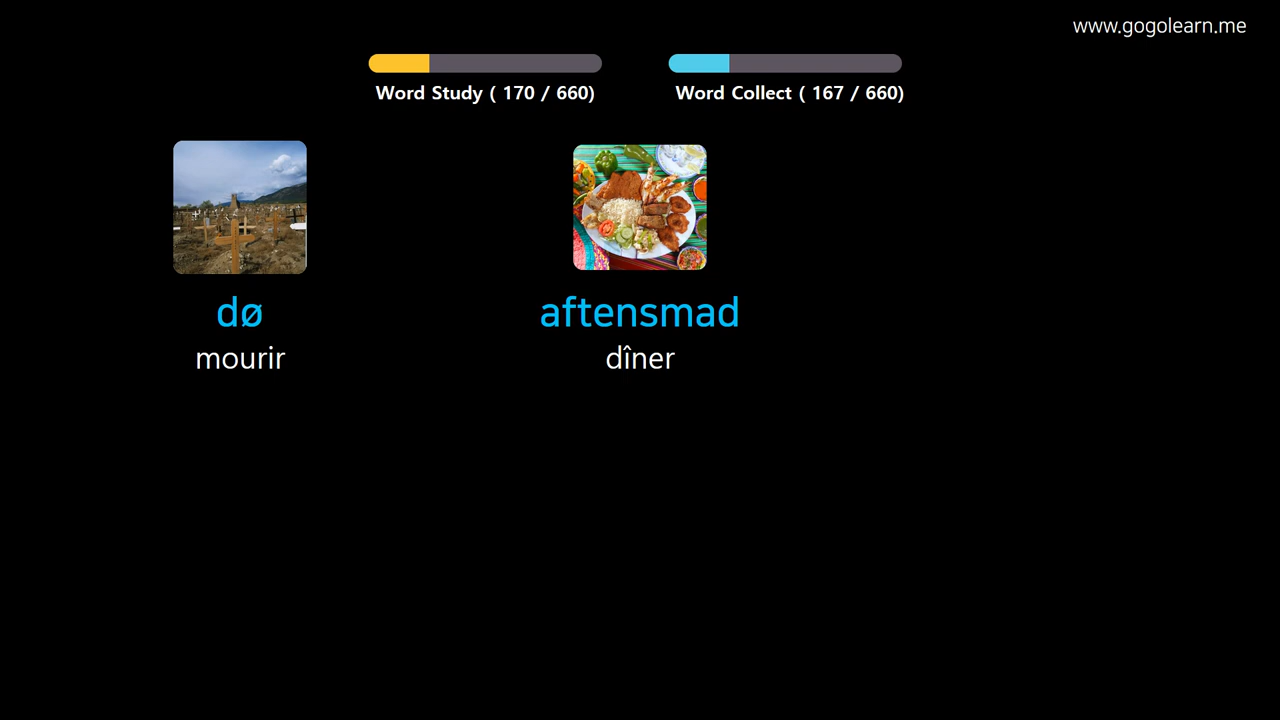 www.gogolearn.me
Word Study ( 170 / 660)
Word Collect ( 167 / 660)
dø
mourir
aftensmad
dîner